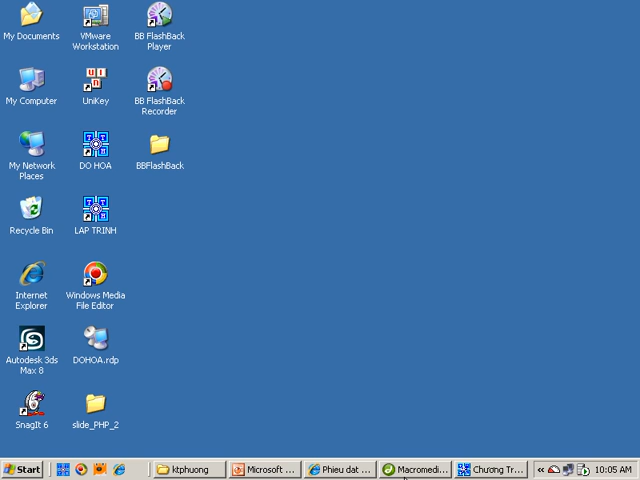 My Documents
VMware
Workstation
BB FlashBack
Player
My Computer
UniKey
BB FlashBack
Recorder
My Network
Places
DO HOA
BBFlashBack
Recycle Bin
LAP TRINH
Internet
Explorer
Windows Media
File Editor
Autodesk 3ds
Max 8
DOHOA.rdp
SnagIt 6
slide_PHP_2
Start
ktphuong
Microsoft ...
Phieu dat ...
Macromedi...
Chương Tr...
10:05 AM